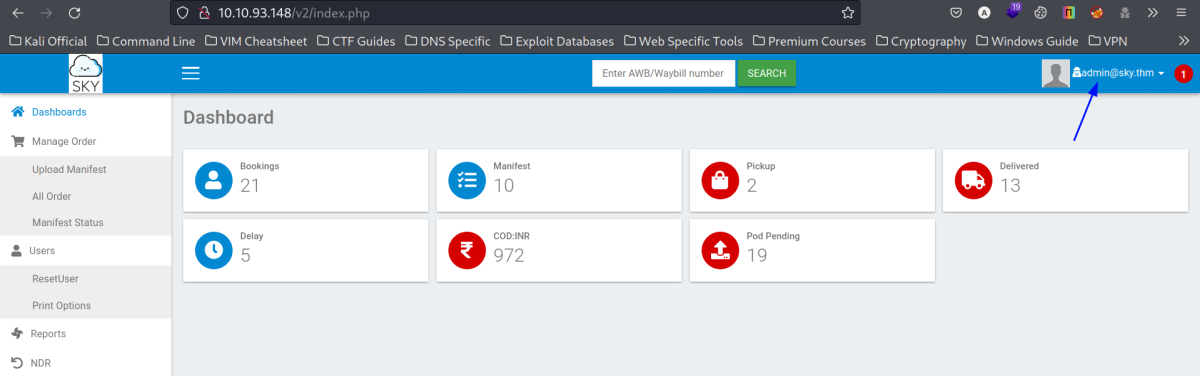 10.10.93.148/v2/index.php
19
A
Kali Official Command Line VIM Cheatsheet CTF Guides DNS Specific Exploit Databases Web Specific Tools Premium Courses Cryptography Windows Guide VPN
SKY
Enter AWB/Waybill number SEARCH admin@sky.thm 1
Dashboards
Manage Order
Upload Manifest
All Order
Manifest Status
Users
ResetUser
Print Options
Reports
NDR
Dashboard
Bookings
21
Manifest
10
Pickup
2
Delivered
13
Delay
5
COD:INR
972
Pod Pending
19